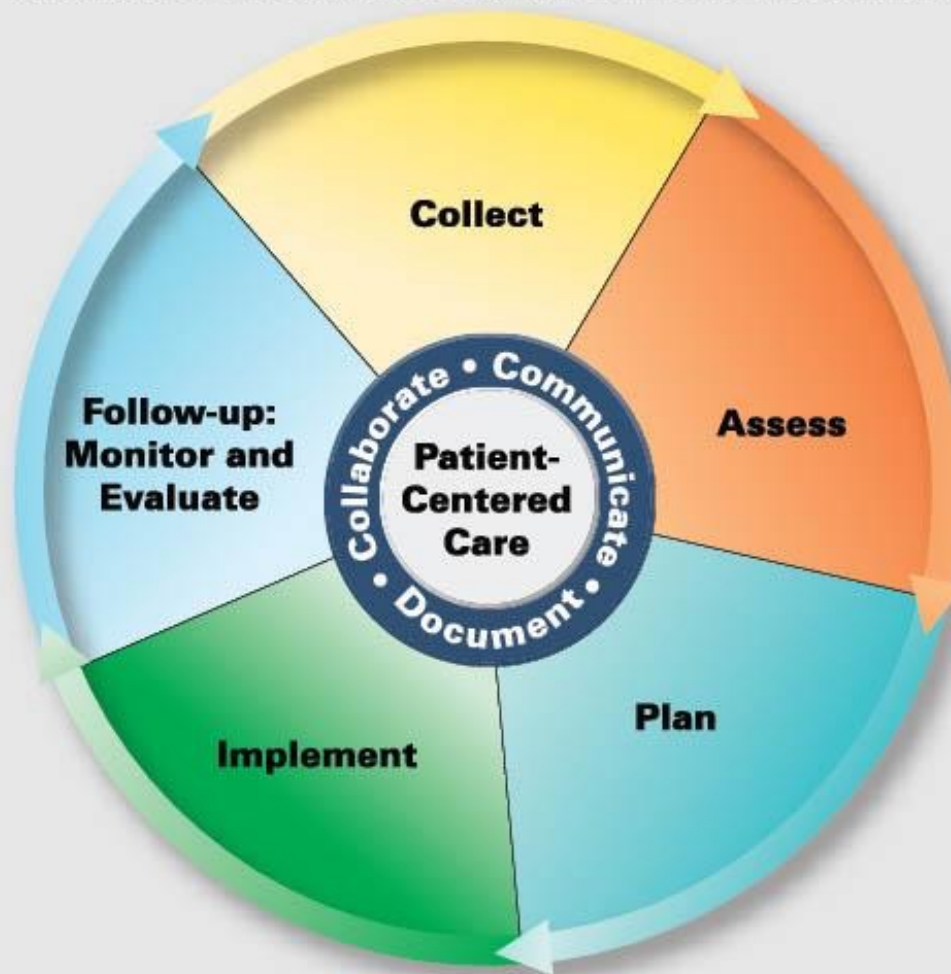 Collect
Assess
Plan
Implement
Follow-up:
Monitor and
Evaluate
Collaborate • Communicate • Document •
Patient-
Centered
Care